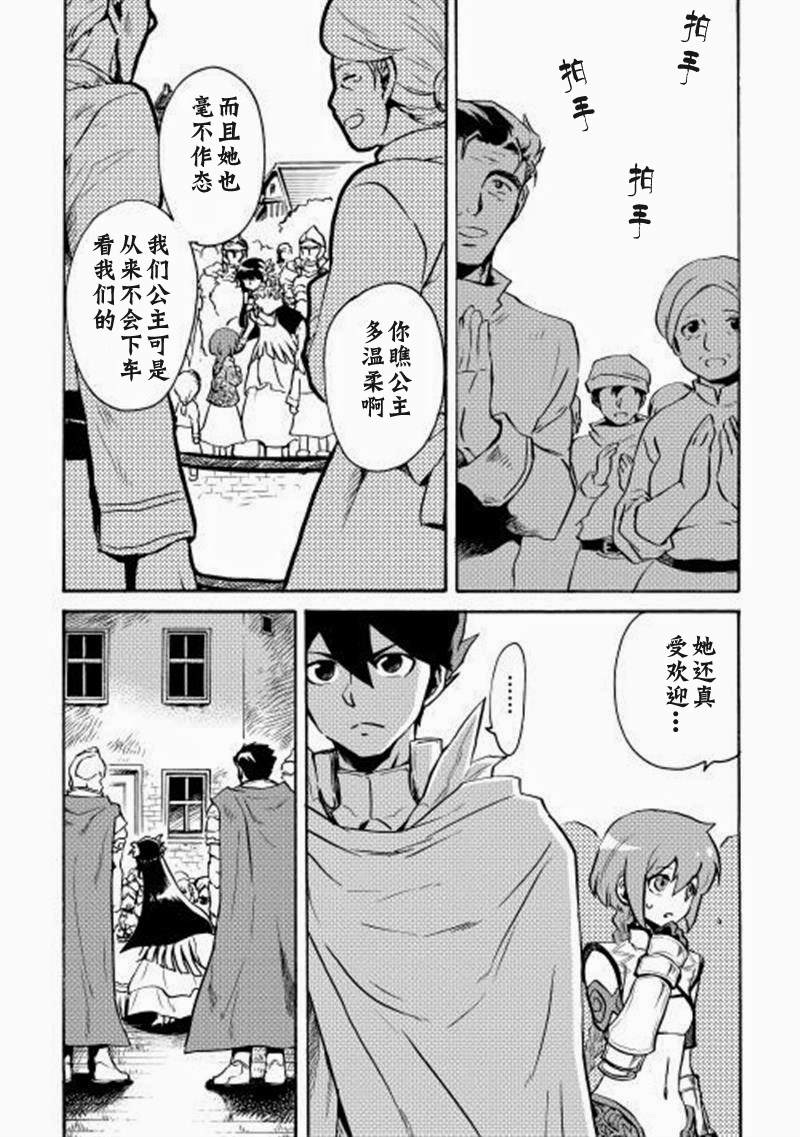 拍手
拍手
拍手
你瞧公主
多温柔啊
而且她也
毫不作态
我们公主可是
从来不会下车
看我们的
她还真
受欢迎…
…